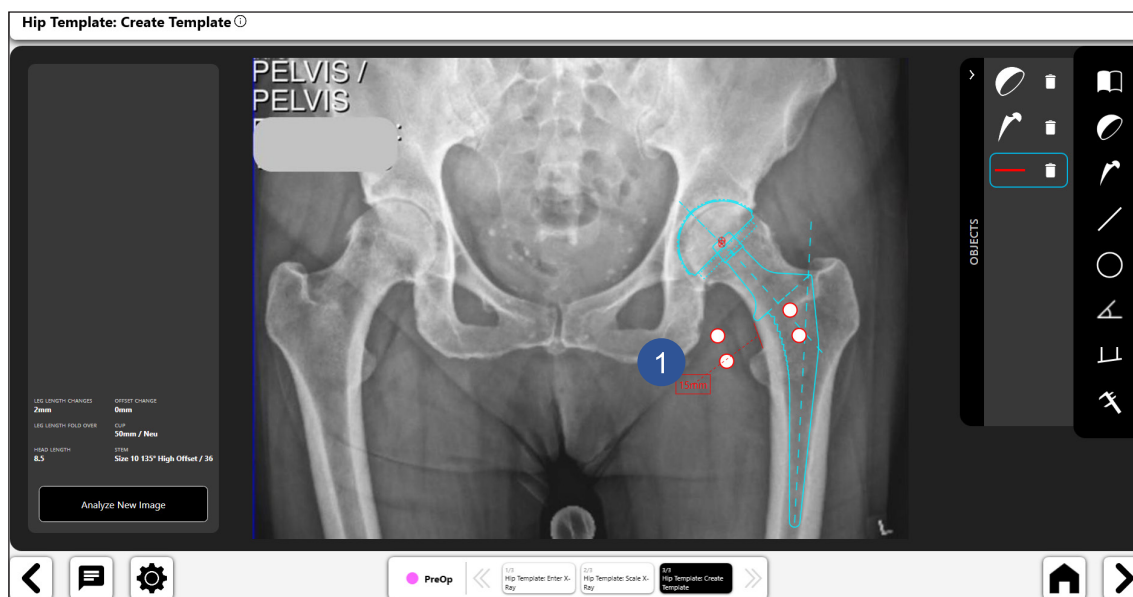 Hip Template: Create Template
PELVIS /
PELVIS
OBJECTS
1
15mm
LEG LENGTH CHANGES
2mm
OFFSET CHANGE
0mm
LEG LENGTH FOLD OVER
CUP
50mm / Neu
HEAD LENGTH
8.5
STEM
Size 10 135° High Offset / 36
Analyze New Image
L
PreOp
1/3
Hip Template: Enter X-
Ray
2/3
Hip Template: Scale X-
Ray
3/3
Hip Template: Create
Template